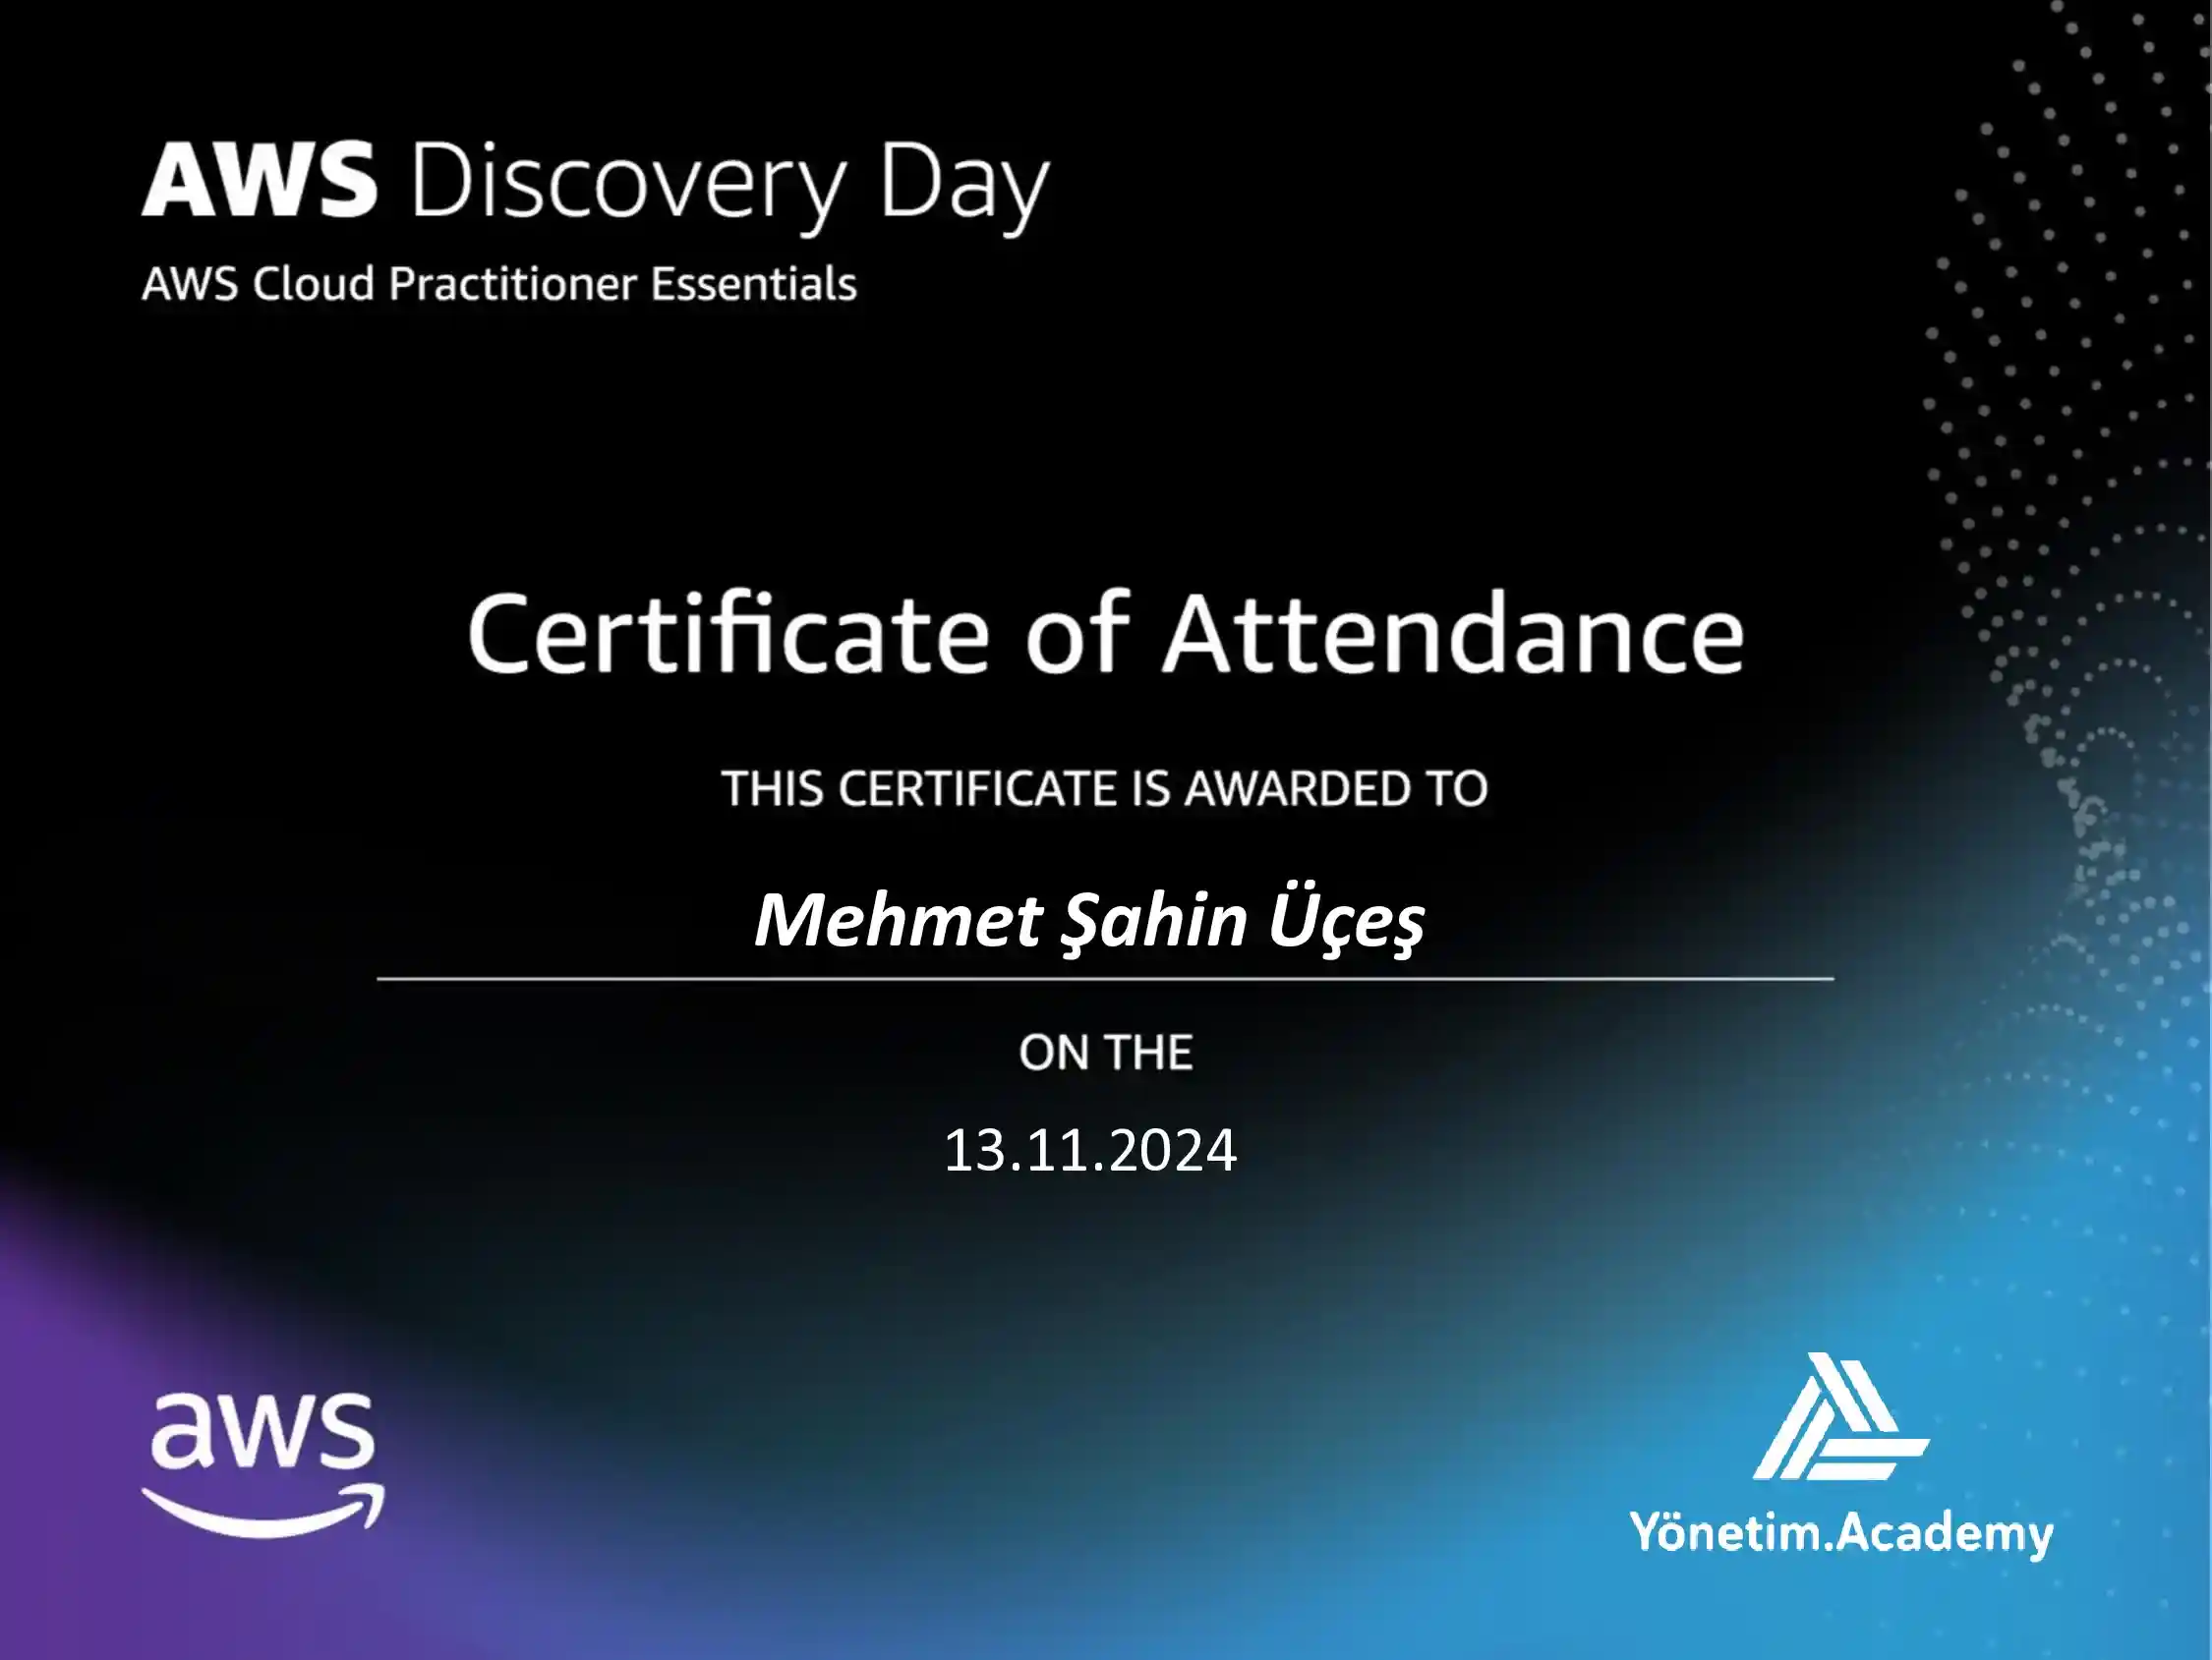 AWS Discovery Day
AWS Cloud Practitioner Essentials
Certificate of Attendance
THIS CERTIFICATE IS AWARDED TO
Mehmet Şahin Üçeş
ON THE
13.11.2024
aws
Yönetim.Academy